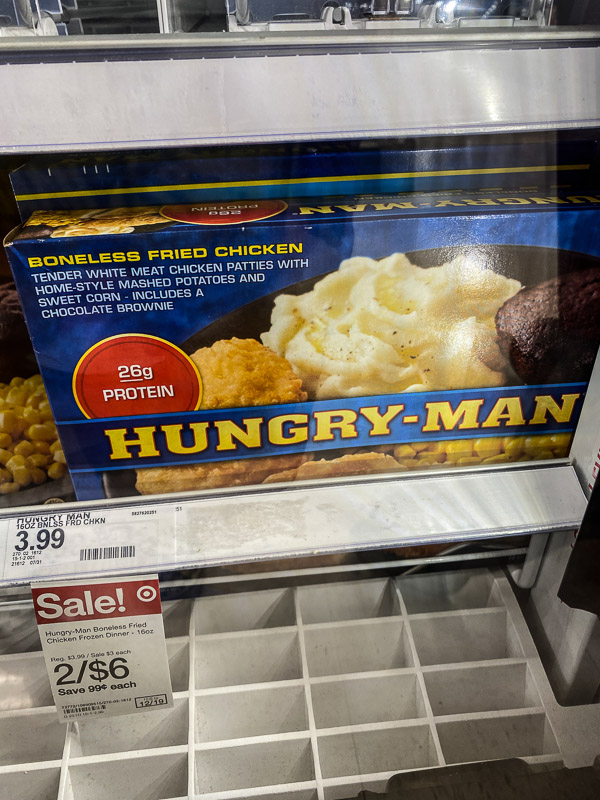 26g
PROTEIN
HUNGRY-MAN
BONELESS FRIED CHICKEN
TENDER WHITE MEAT CHICKEN PATTIES WITH
HOME-STYLE MASHED POTATOES AND
SWEET CORN - INCLUDES A
CHOCOLATE BROWNIE
26g
PROTEIN
HUNGRY-MAN
HUNGRY MAN
16OZ BNLSS FRD CHKN
3.99
Sale!
Hungry-Man Boneless Fried
Chicken Frozen Dinner - 16oz
Reg. $3.99 / Sale $3 each
2/$6
Save 99¢ each
12/19